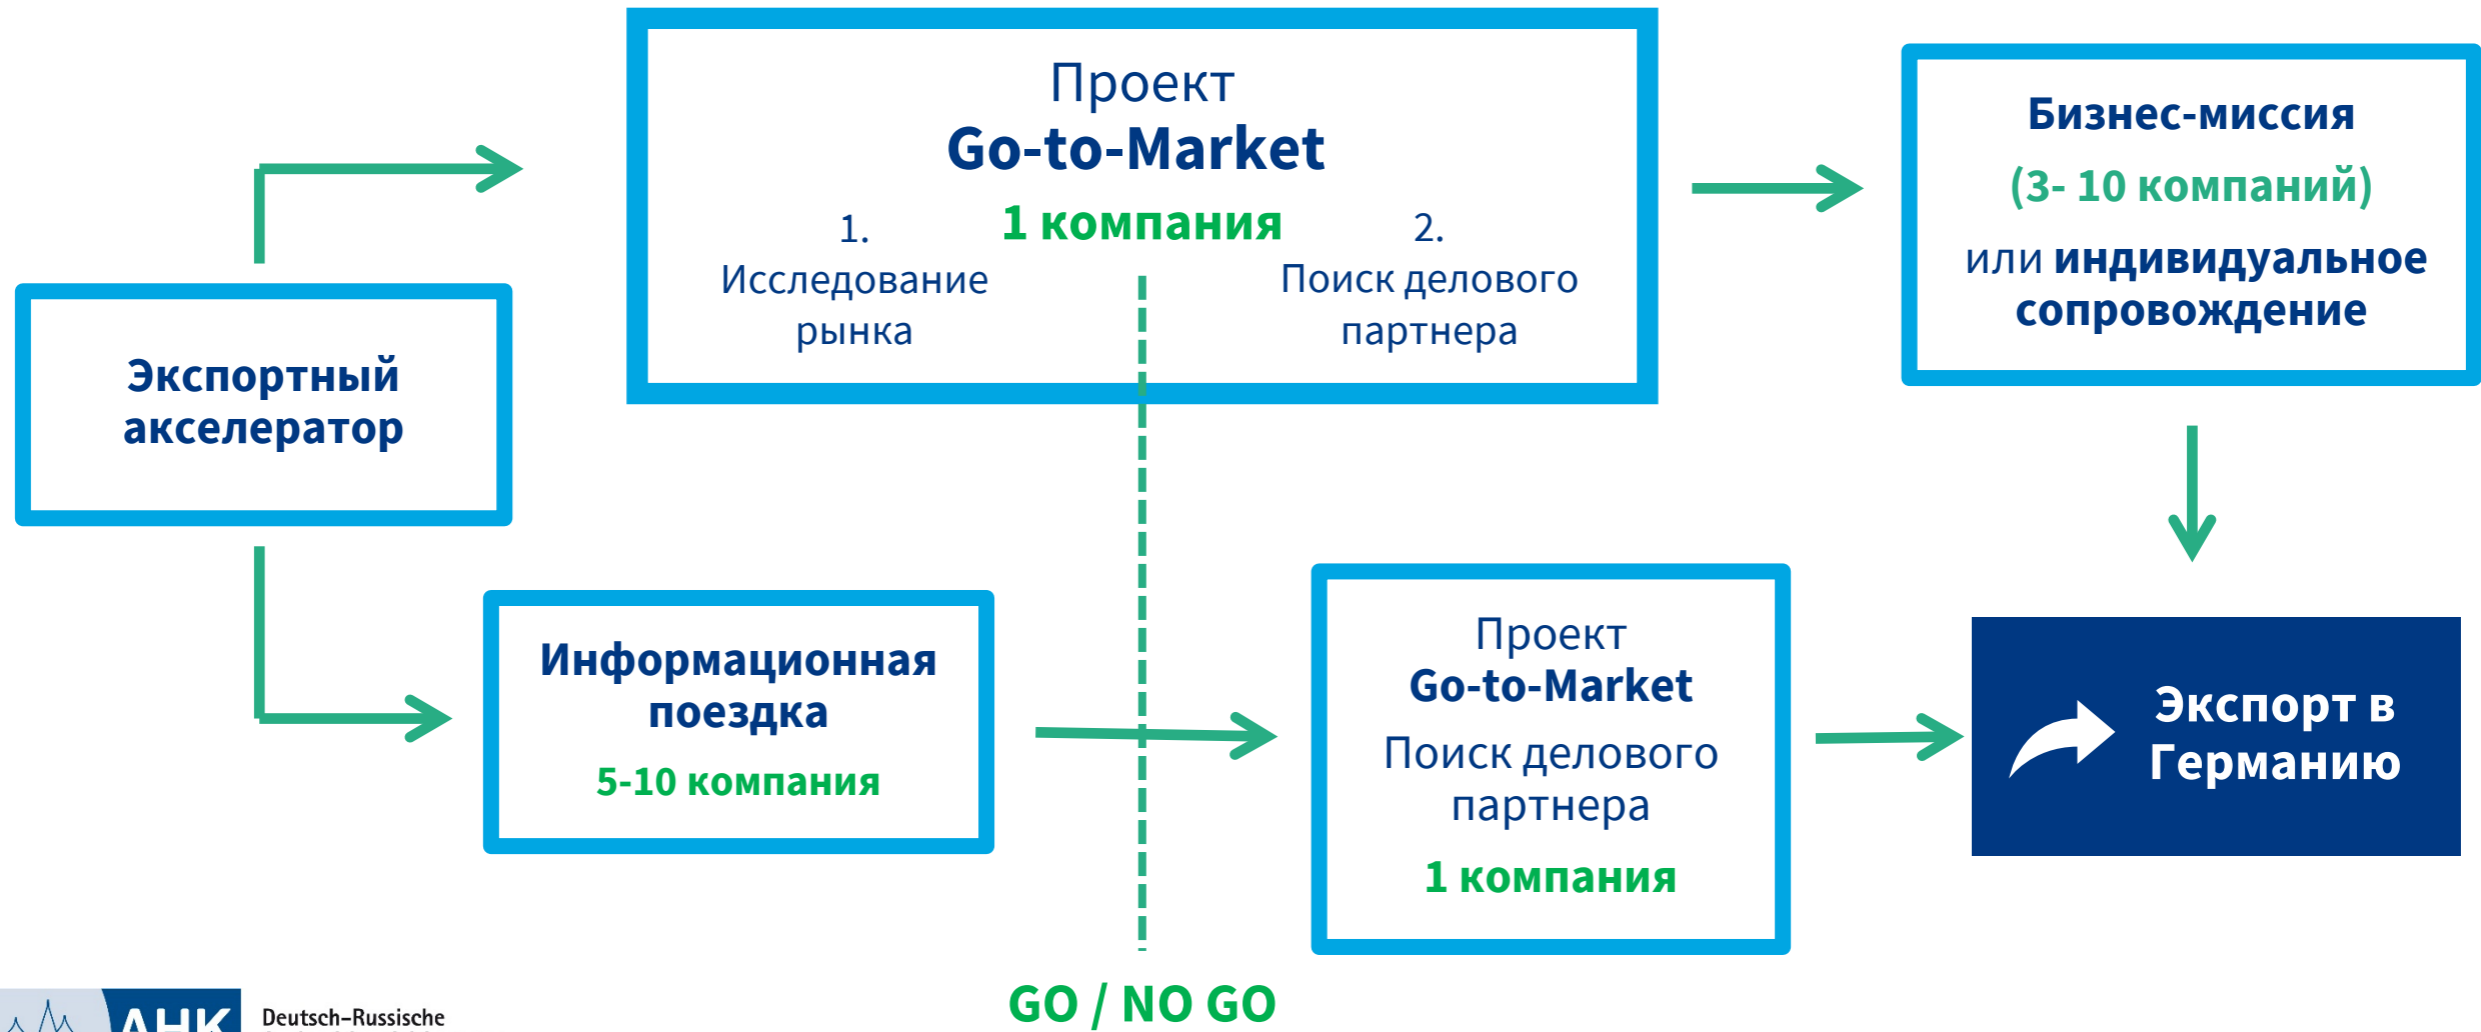 Проект
Go-to-Market
1 компания
1.
Исследование
рынка
2.
Поиск делового
партнера
Бизнес-миссия
(3- 10 компаний)
или индивидуальное
сопровождение
Экспортный
акселератор
Информационная
поездка
5-10 компания
Проект
Go-to-Market
Поиск делового
партнера
1 компания
Экспорт в
Германию
GO / NO GO
AHK
Deutsch-Russische